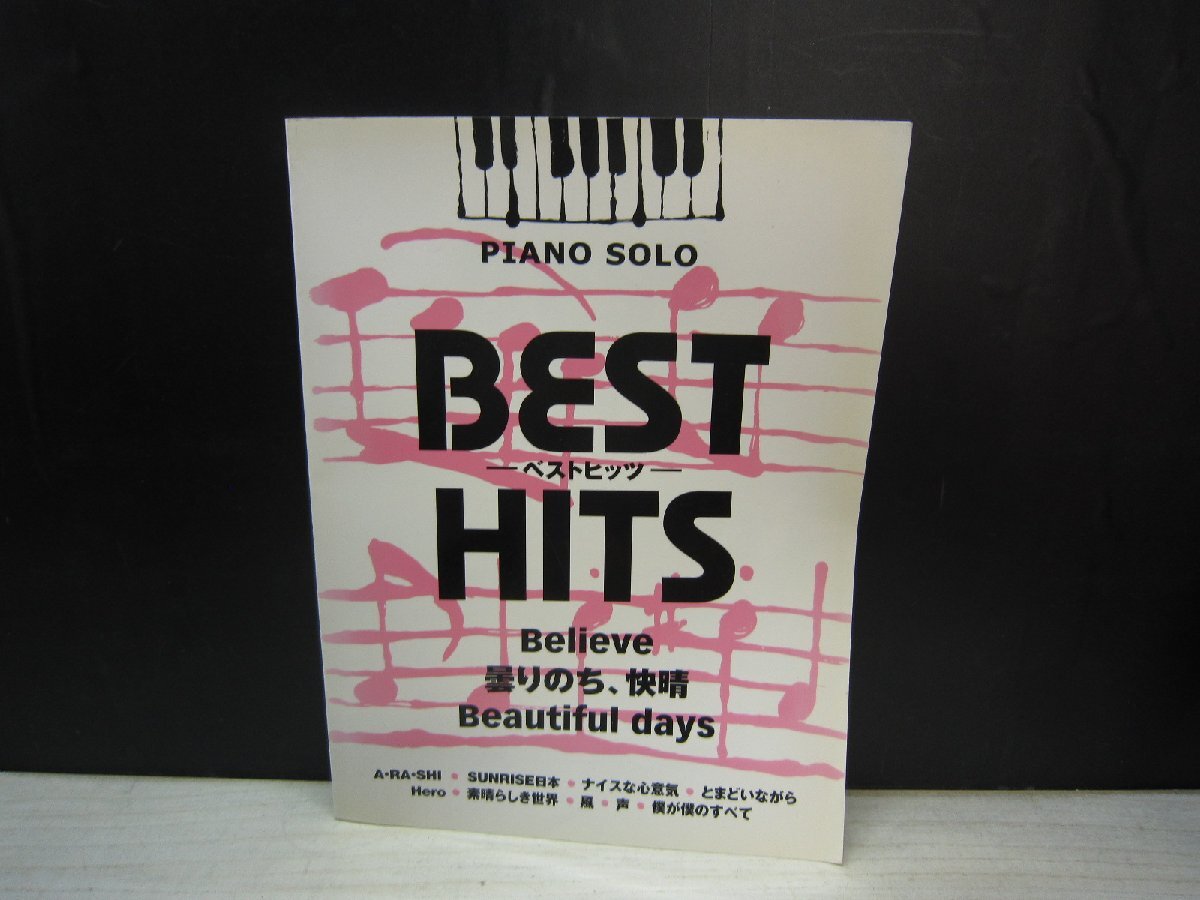 PIANO SOLO
BEST
ーベストヒッツー
HITS
Believe
曇りのち、快晴
Beautiful days
A・RA・SHI • SUNRISE日本 • ナイスな心意気 • とまどいながら
Hero • 素晴らしき世界 • 風 • 声 • 僕が僕のすべて